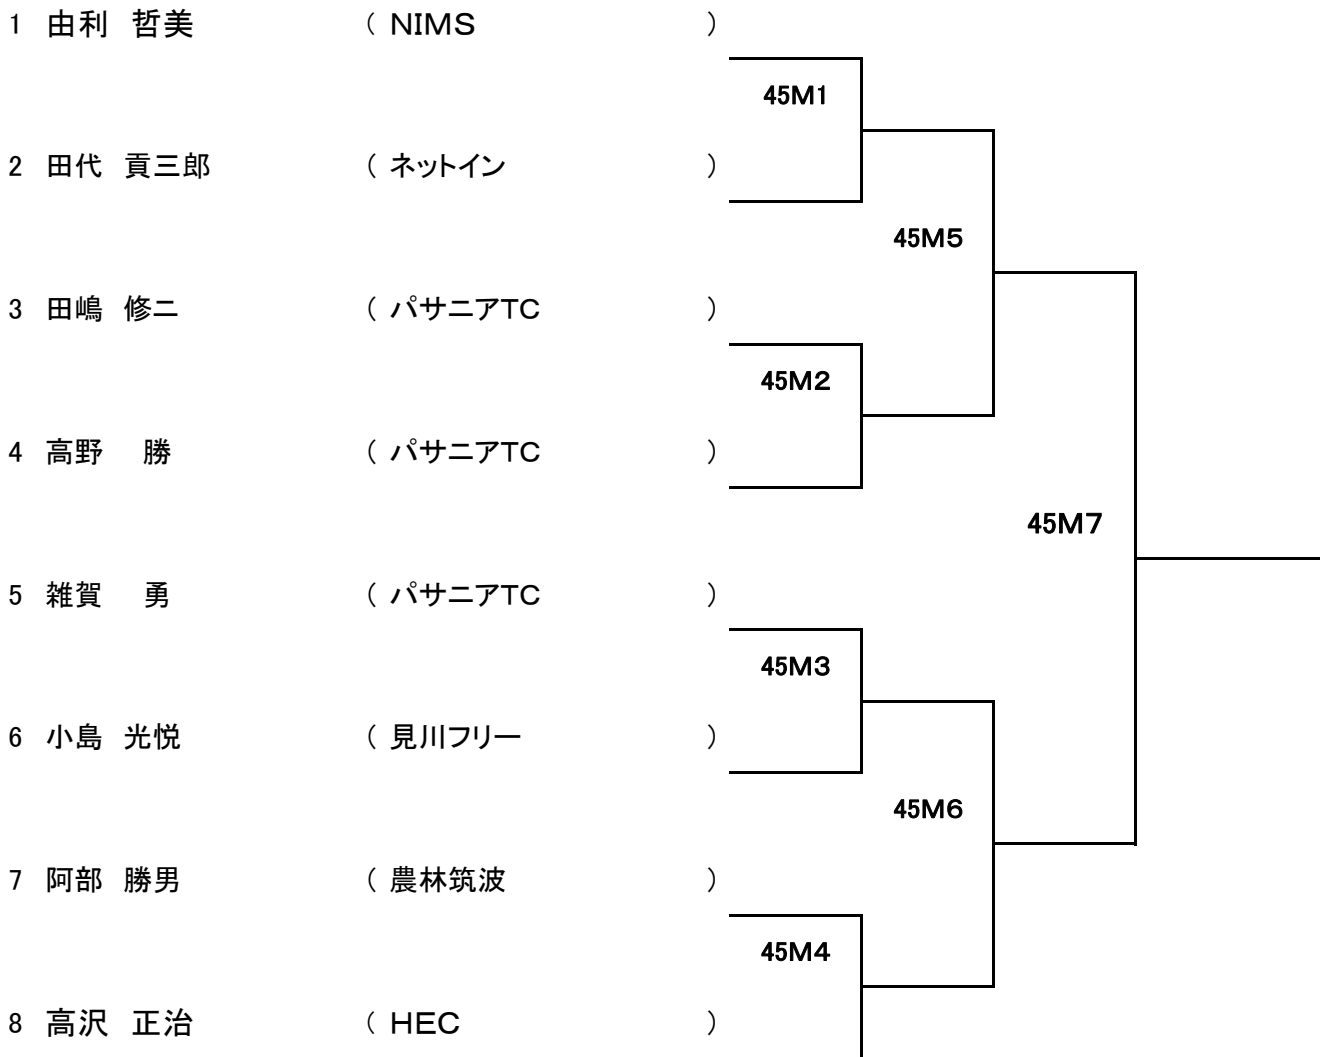 1 由利 哲美 ( NIMS )
45M1
2 田代 貢三郎 ( ネットイン )
45M5
3 田嶋 修二 ( パサニアTC )
45M2
4 高野 勝 ( パサニアTC )
45M7
5 雑賀 勇 ( パサニアTC )
45M3
6 小島 光悦 ( 見川フリー )
45M6
7 阿部 勝男 ( 農林筑波 )
45M4
8 高沢 正治 ( HEC )